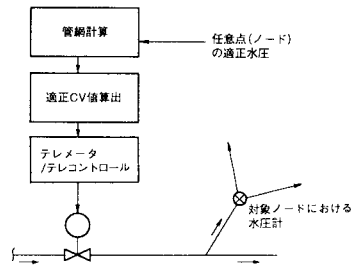 管網計算
任意点(ノード)
の適正水圧
適正CV値算出
テレメータ
/テレコントロール
対象ノードにおける
水圧計